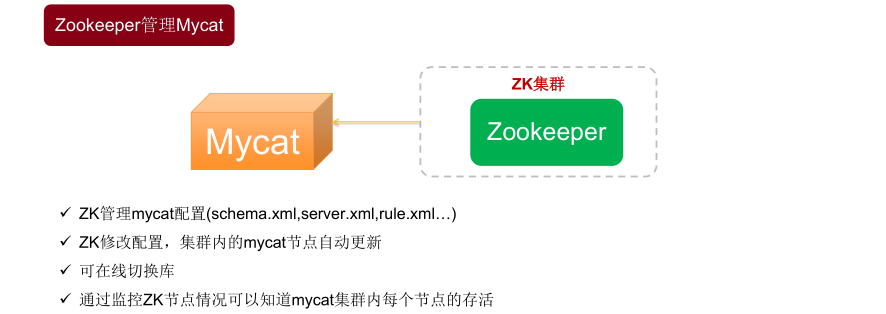 Zookeeper管理Mycat
ZK集群
Mycat
Zookeeper
✓ ZK管理mycat配置(schema.xml,server.xml,rule.xml…)
✓ ZK修改配置，集群内的mycat节点自动更新
✓ 可在线切换库
✓ 通过监控ZK节点情况可以知道mycat集群内每个节点的存活